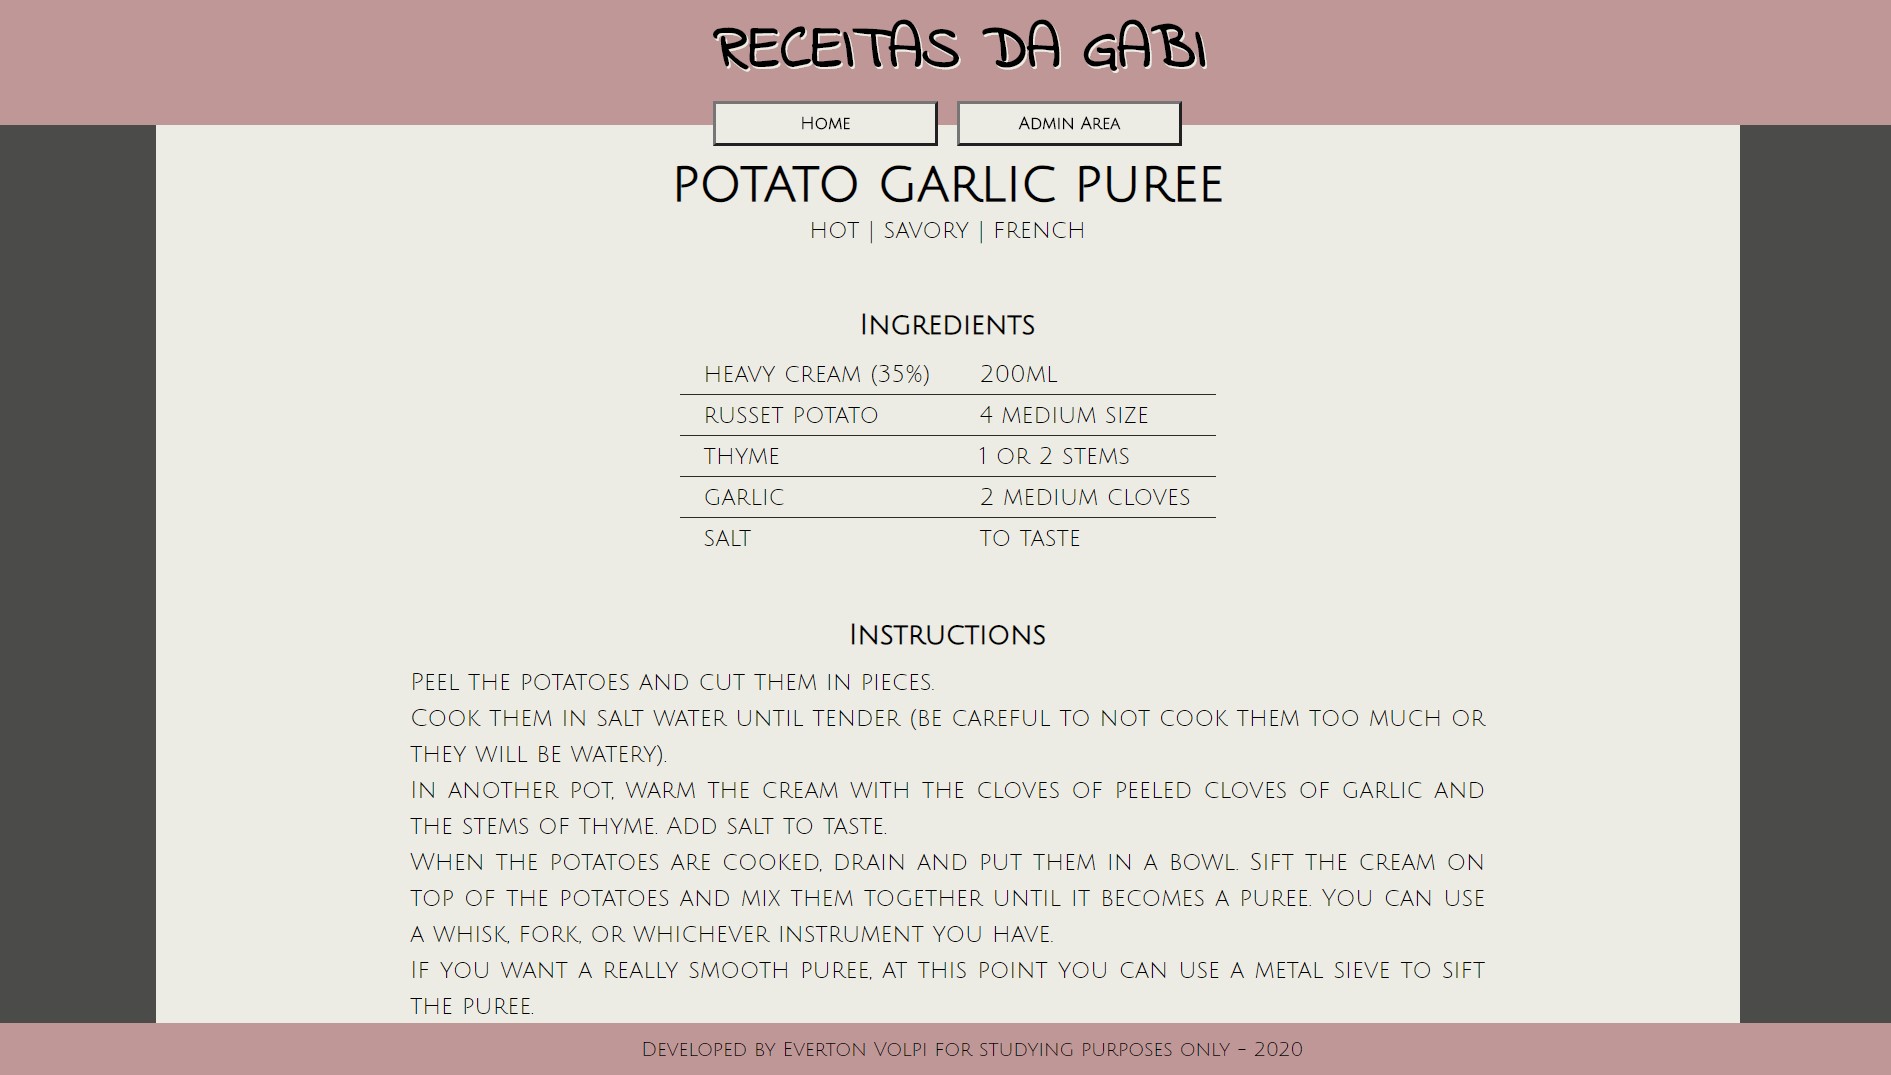 RECEITAS DA GABI
Home
Admin Area
POTATO GARLIC PUREE
HOT | SAVORY | FRENCH
Ingredients
HEAVY CREAM (35%) 200ML
RUSSET POTATO 4 MEDIUM SIZE
THYME 1 OR 2 STEMS
GARLIC 2 MEDIUM CLOVES
SALT TO TASTE
Instructions
Peel the potatoes and cut them in pieces.
Cook them in salt water until tender (be careful to not cook them too much or
they will be watery).
In another pot, warm the cream with the cloves of peeled cloves of garlic and
the stems of thyme. Add salt to taste.
When the potatoes are cooked, drain and put them in a bowl. Sift the cream on
top of the potatoes and mix them together until it becomes a puree. You can use
a whisk, fork, or whichever instrument you have.
If you want a really smooth puree, at this point you can use a metal sieve to sift
the puree.
Developed by Everton Volpi for studying purposes only - 2020